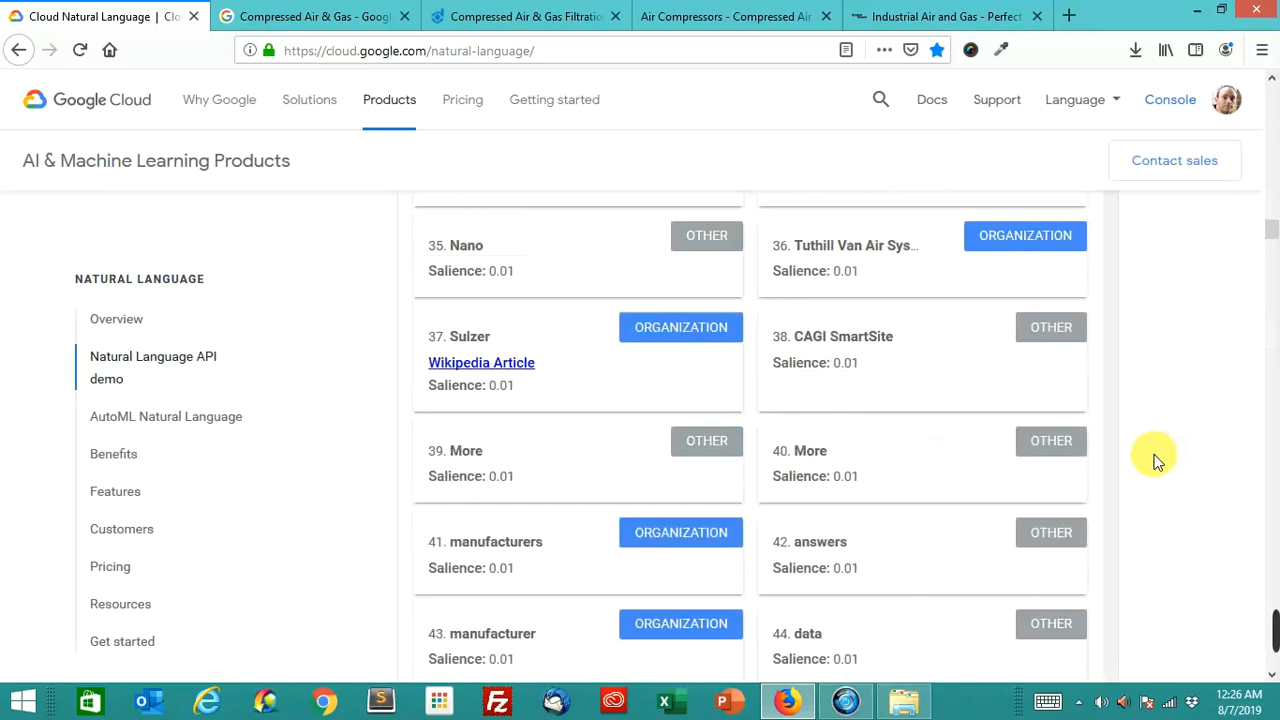 Cloud Natural Language | Clo
Compressed Air & Gas - Goog
Compressed Air & Gas Filtratio
Air Compressors - Compressed Air
Industrial Air and Gas - Perfect
https://cloud.google.com/natural-language/
Google Cloud
Why Google
Solutions
Products
Pricing
Getting started
Docs
Support
Language
Console
AI & Machine Learning Products
Contact sales
NATURAL LANGUAGE
Overview
Natural Language API
demo
AutoML Natural Language
Benefits
Features
Customers
Pricing
Resources
Get started
35. Nano
OTHER
Salience: 0.01
36. Tuthill Van Air Sys...
ORGANIZATION
Salience: 0.01
37. Sulzer
ORGANIZATION
Wikipedia Article
Salience: 0.01
38. CAGI SmartSite
OTHER
Salience: 0.01
39. More
OTHER
Salience: 0.01
40. More
OTHER
Salience: 0.01
41. manufacturers
ORGANIZATION
Salience: 0.01
42. answers
OTHER
Salience: 0.01
43. manufacturer
ORGANIZATION
Salience: 0.01
44. data
OTHER
Salience: 0.01
12:26 AM
8/7/2019